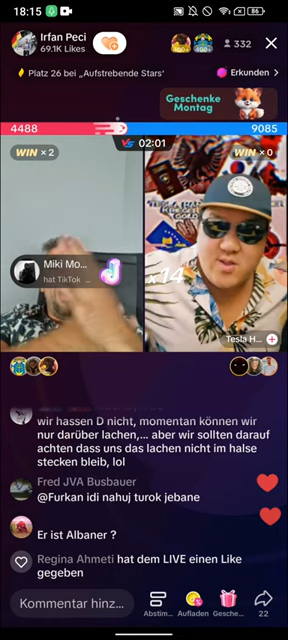 18:15
86
Irfan Peci
69.1K Likes
332
Platz 26 bei „Aufstrebende Stars‘
Erkunden
Geschenke
Montag
4488
9085
WIN × 2
VS 02:01
WIN × 0
Miki Mo...
hat TikTok ...
x14
Tesla H...
wir hassen D nicht, momentan können wir
nur darüber lachen,... aber wir sollten darauf
achten dass uns das lachen nicht im halse
stecken bleib, lol
Fred JVA Busbauer
@Furkan idi nahuj turok jebane
Er ist Albaner ?
Regina Ahmeti hat dem LIVE einen Like
gegeben
Kommentar hinz...
Abstim...
Aufladen
Gesche...
22